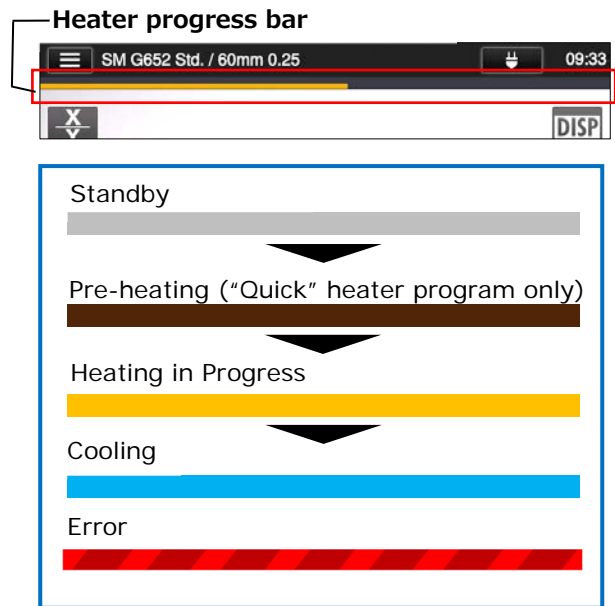 Heater progress bar
SM G652 Std. / 60mm 0.25
09:33
X
Y
DISP
Standby
Pre-heating ("Quick" heater program only)
Heating in Progress
Cooling
Error